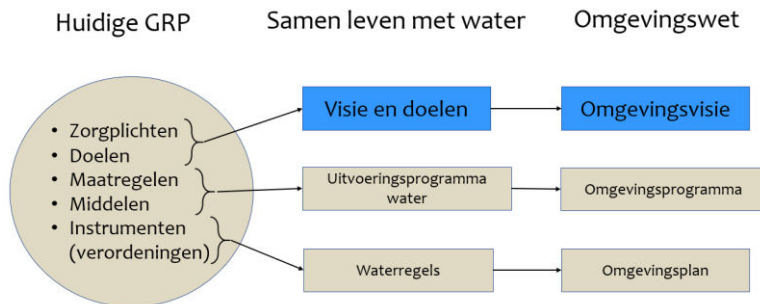 Huidige GRP
Samen leven met water
Omgevingswet
• Zorgplichten
• Doelen
• Maatregelen
• Middelen
• Instrumenten
(verordeningen)
Visie en doelen
Omgevingsvisie
Uitvoeringsprogramma
water
Omgevingsprogramma
Waterregels
Omgevingsplan